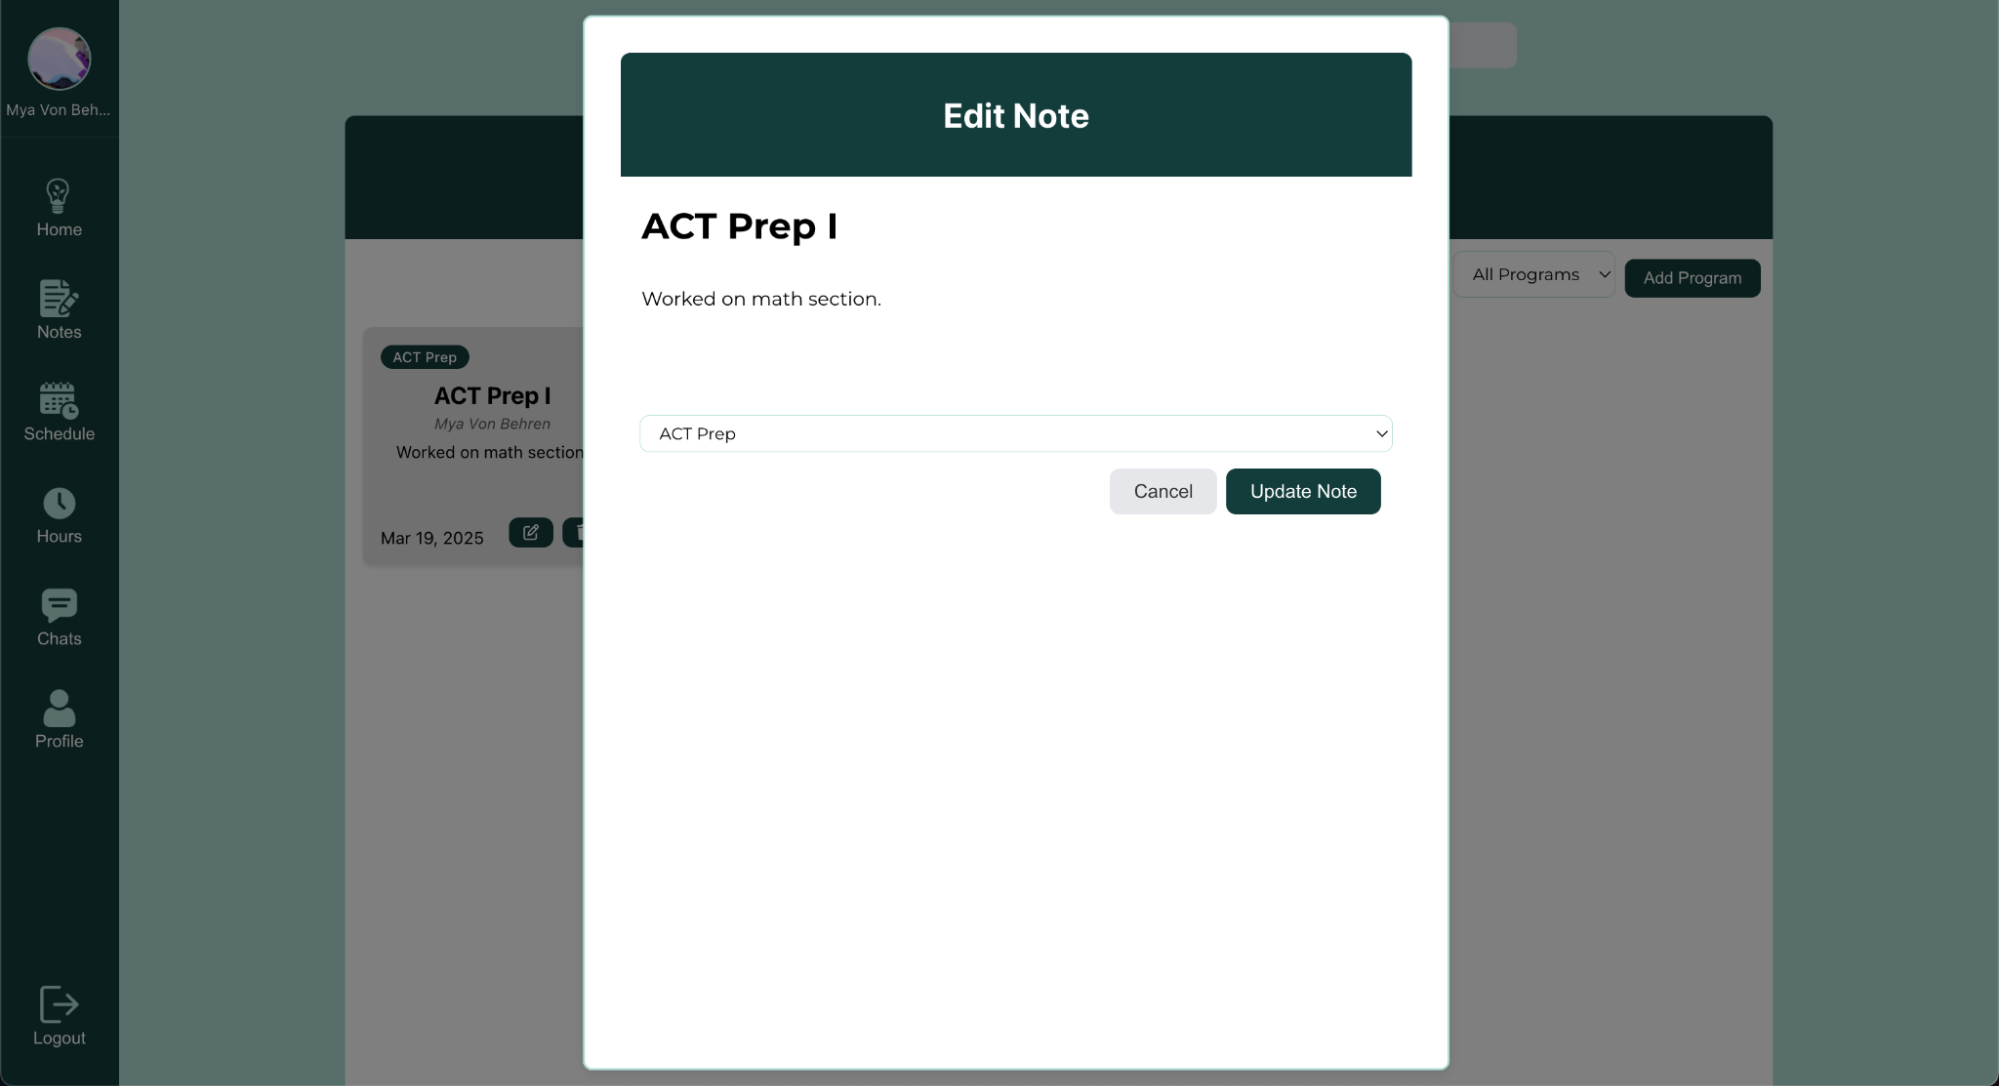 Mya Von Beh...
Home
Notes
Schedule
Hours
Chats
Profile
Logout
All Programs
Add Program
ACT Prep
ACT Prep I
Mya Von Behren
Worked on math section
Mar 19, 2025
Edit Note
ACT Prep I
Worked on math section.
ACT Prep
Cancel
Update Note